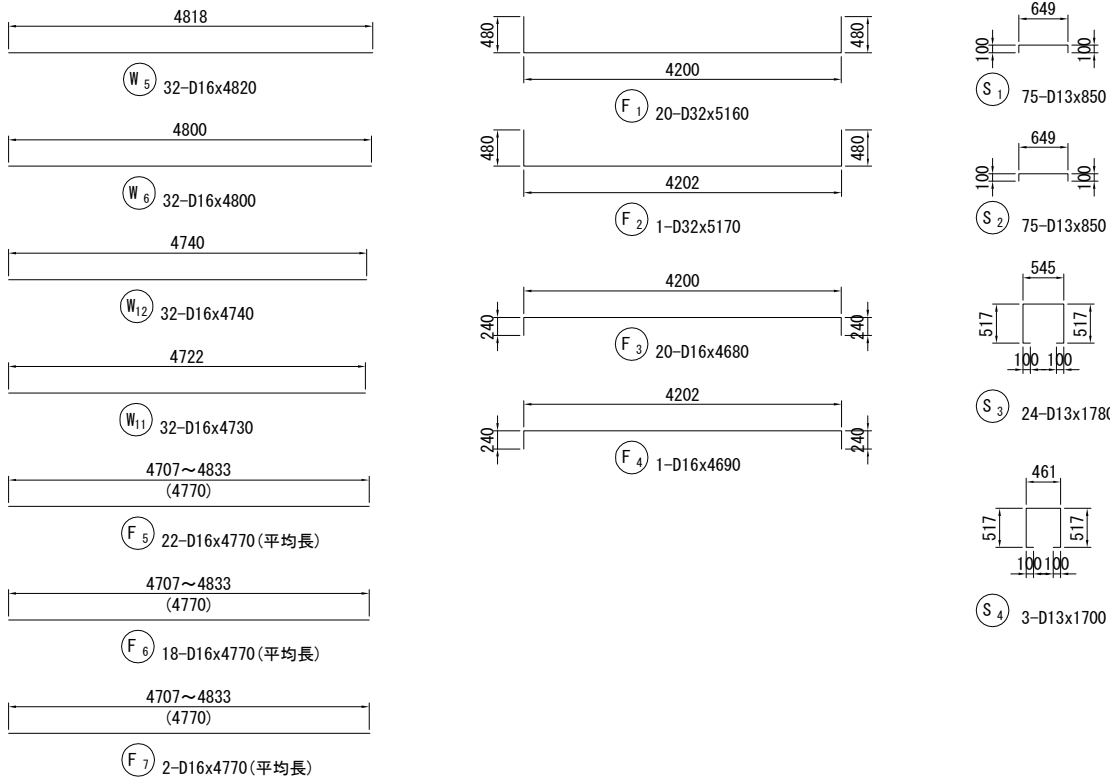 4818
W5 32-D16x4820
4800
W6 32-D16x4800
4740
W12 32-D16x4740
4722
W11 32-D16x4730
4707～4833
(4770)
F5 22-D16x4770(平均長)
4707～4833
(4770)
F6 18-D16x4770(平均長)
4707～4833
(4770)
F7 2-D16x4770(平均長)
480 480
4200
F1 20-D32x5160
480 480
4202
F2 1-D32x5170
4200
240 240
F3 20-D16x4680
4202
240 240
F4 1-D16x4690
649
100 100
S1 75-D13x850
649
100 100
S2 75-D13x850
545
517 517
100 100
S3 24-D13x1780
461
517 517
100 100
S4 3-D13x1700